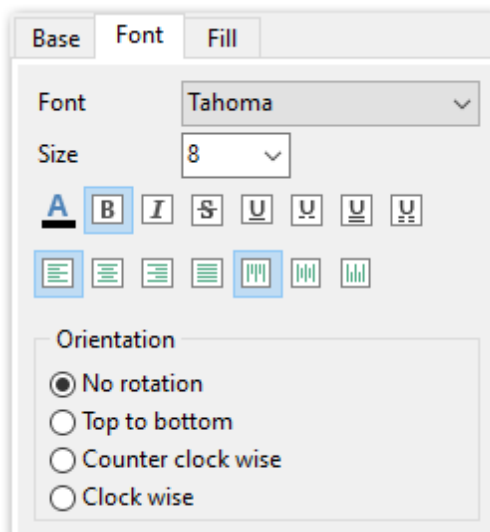 Base Font Fill
Font Tahoma
Size 8
A B I S U U U U
Orientation
No rotation
Top to bottom
Counter clock wise
Clock wise